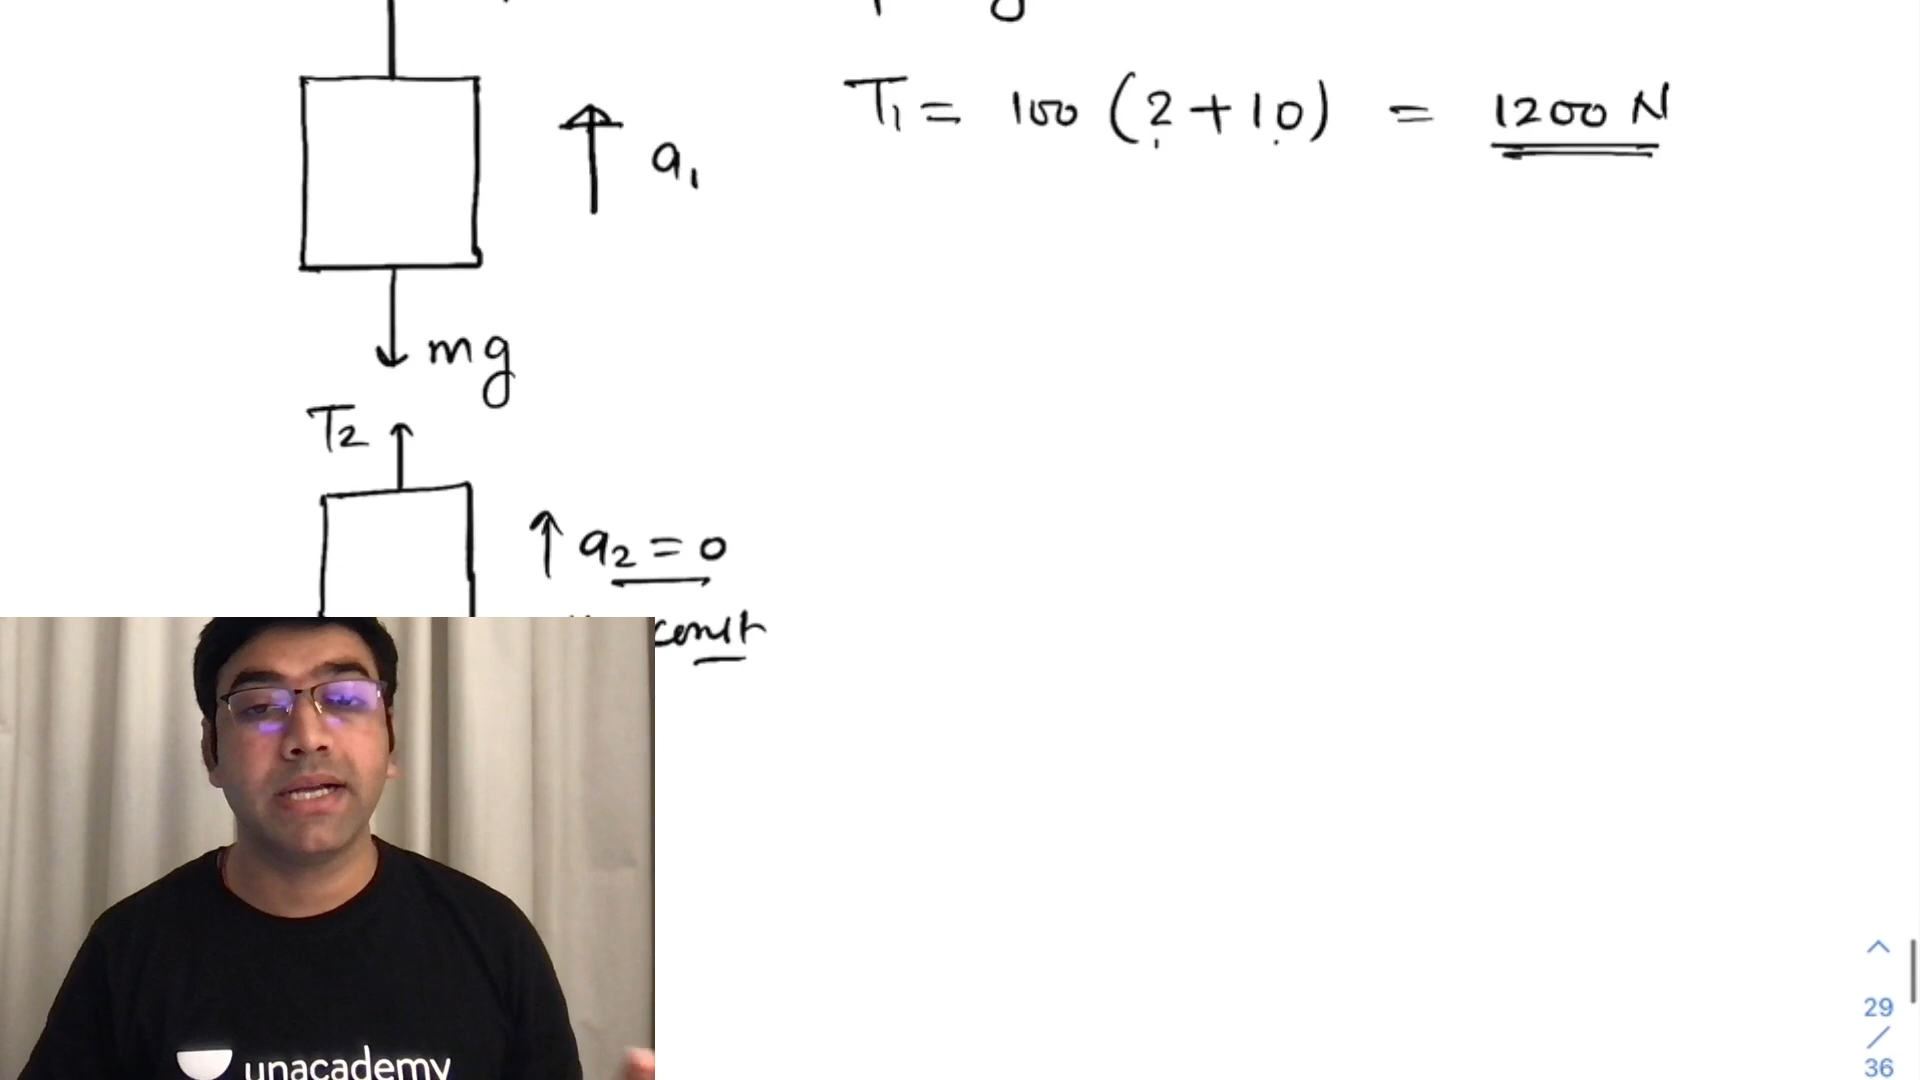 T1 = 100 (2 + 10) = 1200 N
a1
mg
T2
a2 = 0
const
unacademy
29
/
36